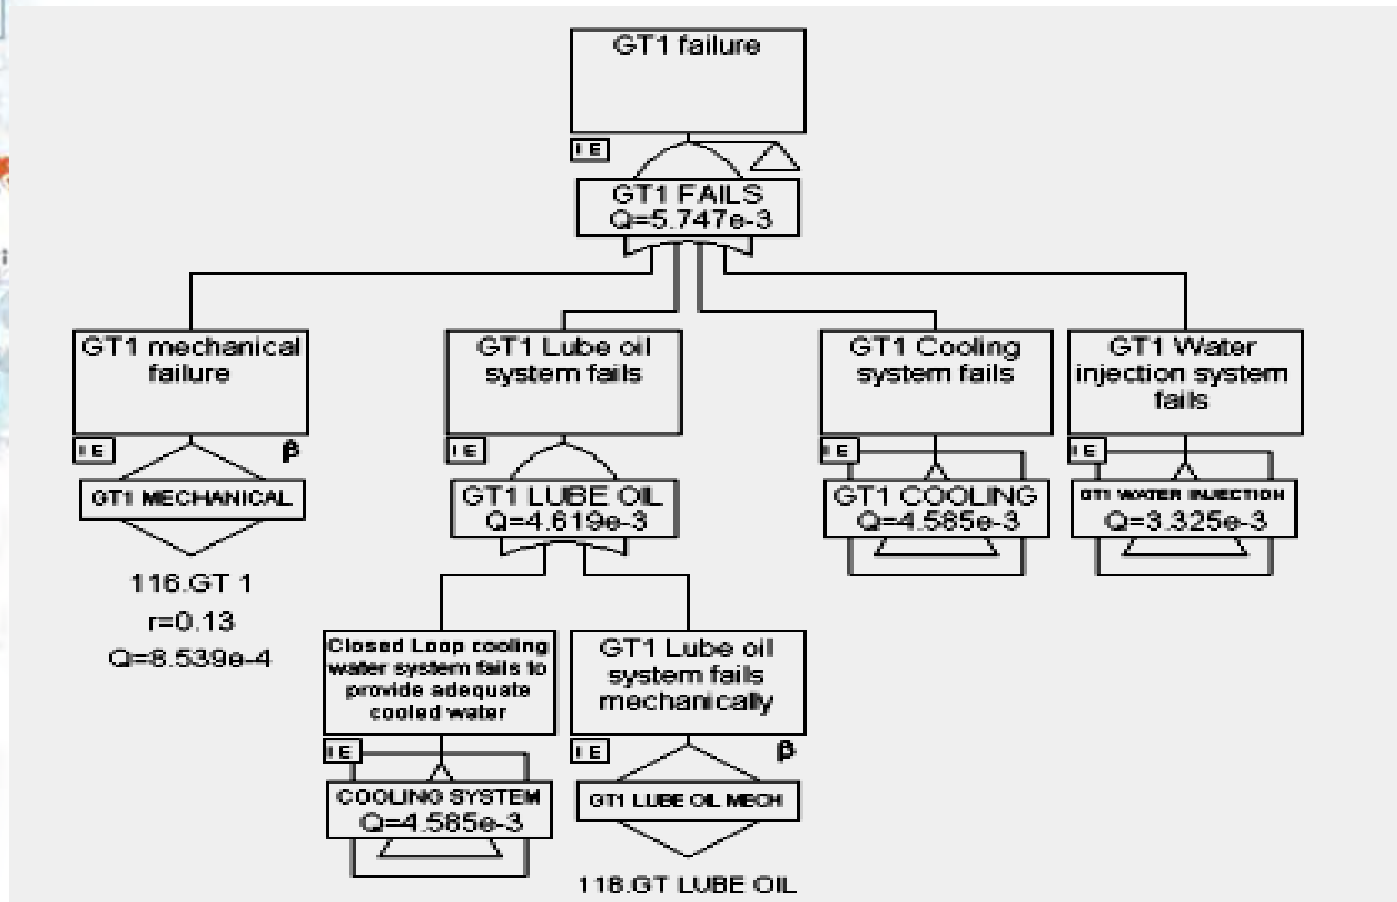 GT1 failure
I E
GT1 FAILS
Q=5.747e-3
GT1 mechanical
failure
I E
β
GT1 MECHANICAL
116.GT 1
r=0.13
Q=8.539e-4
GT1 Lube oil
system fails
I E
GT1 LUBE OIL
Q=4.619e-3
GT1 Cooling
system fails
I E
GT1 COOLING
Q=4.585e-3
GT1 Water
injection system
fails
I E
GT1 WATER INJECTION
Q=3.325e-3
Closed Loop cooling
water system fails to
provide adequate
cooled water
I E
COOLING SYSTEM
Q=4.585e-3
GT1 Lube oil
system fails
mechanically
I E
β
GT1 LUBE OIL MECH
118.GT LUBE OIL